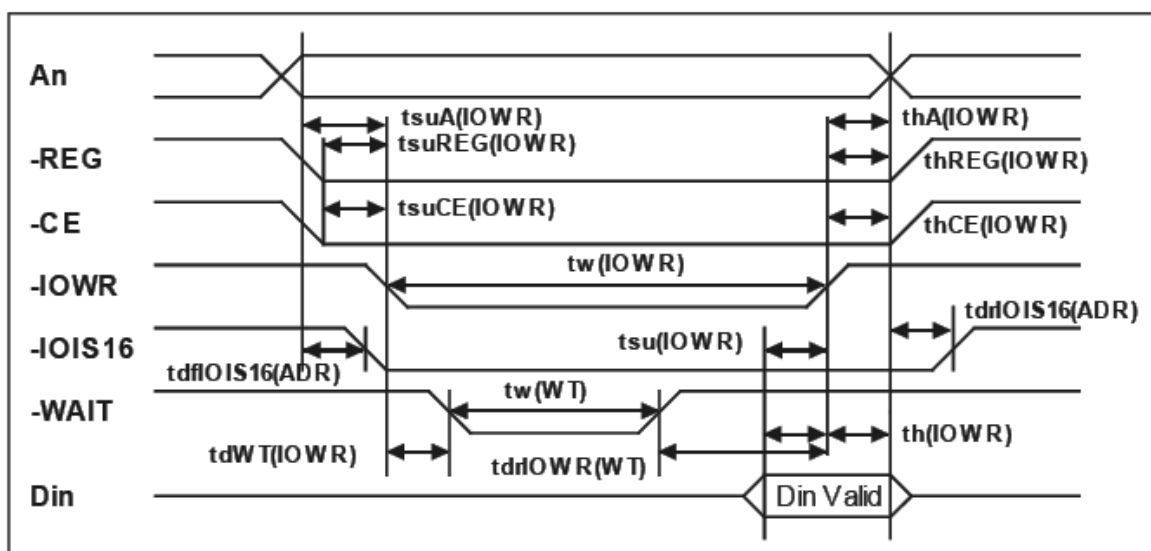 An
tsuA(IOWR)
thA(IOWR)
tsuREG(IOWR)
-REG
thREG(IOWR)
tsuCE(IOWR)
-CE
thCE(IOWR)
tw(IOWR)
-IOWR
tdrIOIS16(ADR)
tsu(IOWR)
-IOIS16
tdfIOIS16(ADR)
tw(WT)
-WAIT
th(IOWR)
tdWT(IOWR)
tdrIOWR(WT)
Din
Din Valid